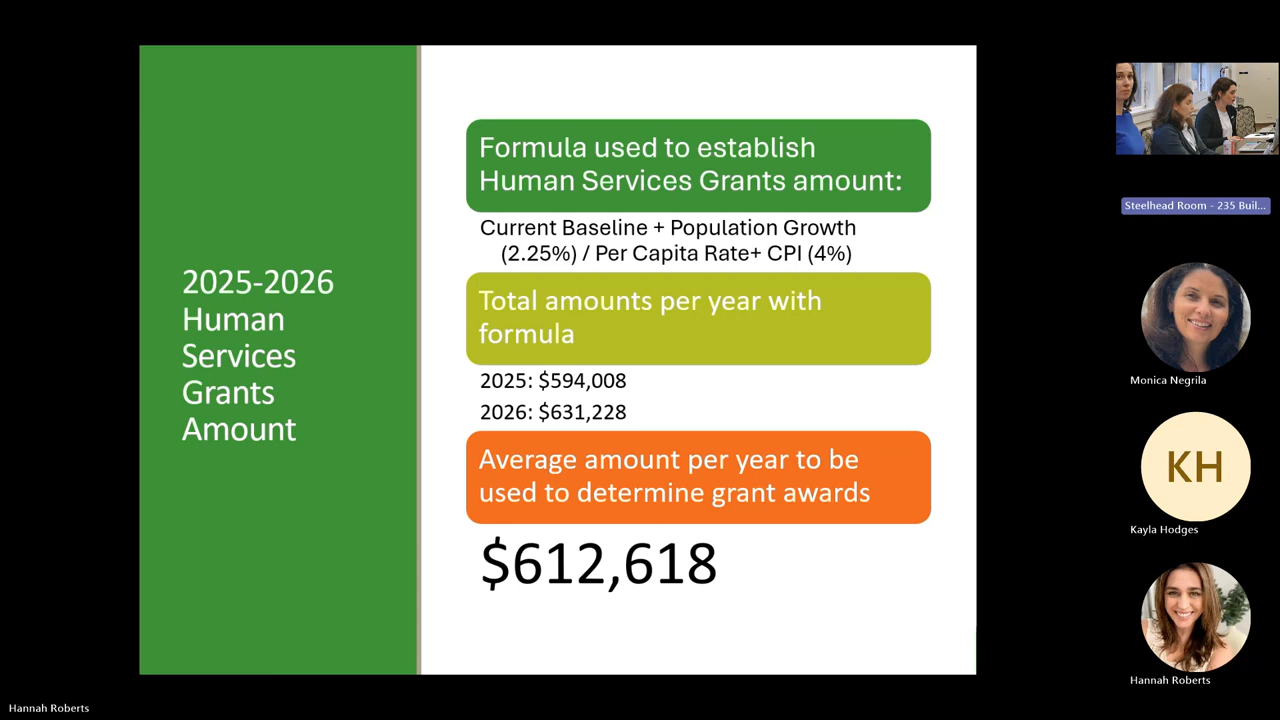 2025-2026
Human
Services
Grants
Amount
Formula used to establish
Human Services Grants amount:
Current Baseline + Population Growth
(2.25%) / Per Capita Rate+ CPI (4%)
Total amounts per year with
formula
2025: $594,008
2026: $631,228
Average amount per year to be
used to determine grant awards
$612,618
Steelhead Room - 235 Buil...
Monica Negrila
KH
Kayla Hodges
Hannah Roberts
Hannah Roberts